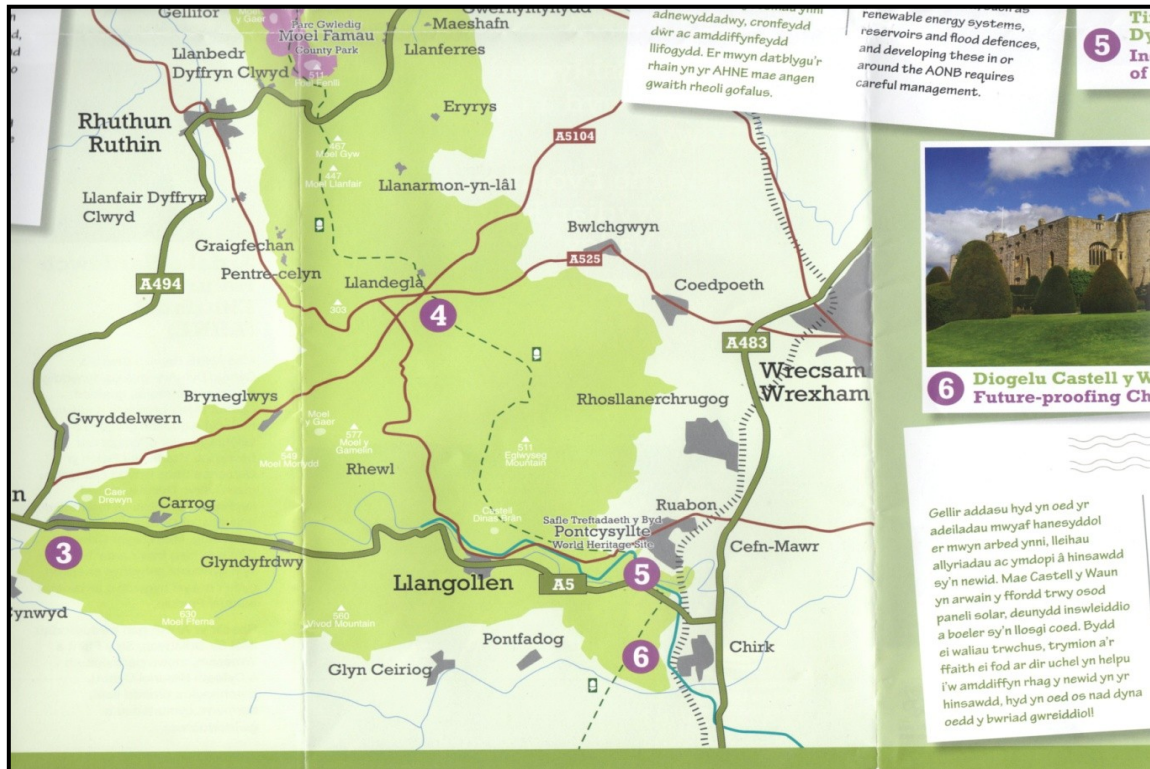 Gellifor
y Gaer
Parc Gwledig
Moel Famau
County Park
Maeshafn
Llanbedr
Dyffryn Clwyd
Llanferres
511
Eryrys
Rhuthun
Ruthin
467
Moel Gyw
447
Moel Llanfair
A5104
Llanarmon-yn-lâl
Llanfair Dyffryn
Clwyd
Graigfechan
Pentre-celyn
Bwlchgwyn
A525
Llandegla
A494
Coedpoeth
303
4
A483
Wrecsam
Wrexham
Bryneglwys
Rhosllanerchrugog
Gwyddelwern
Moel
y Gaer
577
Moel y
Gamelin
549
Moel Morfydd
511
Eglwyseg
Mountain
Rhewl
Caer
Drewyn
Carrog
Castell
Dinas Brân
Ruabon
Safle Treftadaeth y Byd
Pontcysyllte
World Heritage Site
3
Glyndyfrdwy
Cefn-Mawr
Llangollen
A5
5
630
Moel Fferna
560
Vivod Mountain
Pontfadog
6
Chirk
Glyn Ceiriog
adnewyddadwy, cronfeydd
dŵr ac amddiffynfeydd
llifogydd. Er mwyn datblygu'r
rhain yn yr AHNE mae angen
gwaith rheoli gofalus.
renewable energy systems,
reservoirs and flood defences,
and developing these in or
around the AONB requires
careful management.
5
of
6 Diogelu Castell y W
Future-proofing Ch
Gellir addasu hyd yn oed yr
adeiladau mwyaf hanesyddol
er mwyn arbed ynni, lleihau
allyriadau ac ymdopi â hinsawdd
sy'n newid. Mae Castell y Waun
yn arwain y ffordd trwy osod
paneli solar, deunydd inswleiddio
a boeler sy'n llosgi coed. Bydd
ei waliau trwchus, trymion a'r
ffaith ei fod ar dir uchel yn helpu
i'w amddiffyn rhag y newid yn yr
hinsawdd, hyd yn oed os nad dyna
oedd y bwriad gwreiddiol!